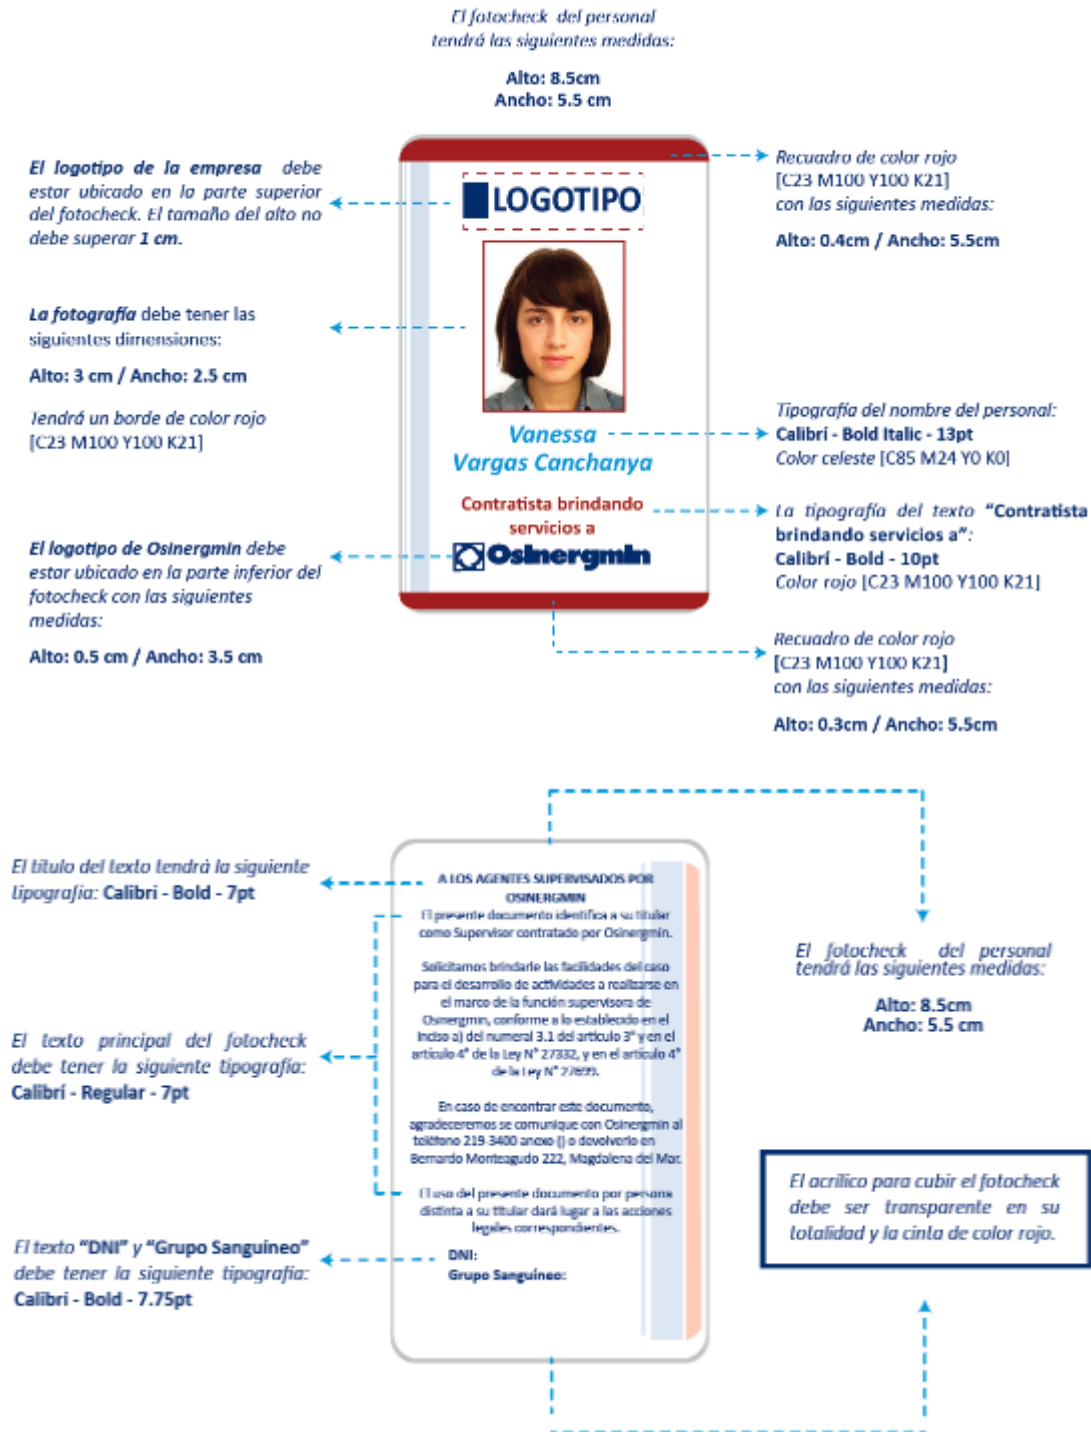 El fotocheck del personal
tendrá las siguientes medidas:
Alto: 8.5cm
Ancho: 5.5 cm
El logotipo de la empresa debe
estar ubicado en la parte superior
del fotocheck. El tamaño del alto no
debe superar 1 cm.
La fotografía debe tener las
siguientes dimensiones:
Alto: 3 cm / Ancho: 2.5 cm
Tendrá un borde de color rojo
[C23 M100 Y100 K21]
El logotipo de Osinergmin debe
estar ubicado en la parte inferior del
fotocheck con las siguientes
medidas:
Alto: 0.5 cm / Ancho: 3.5 cm
LOGOTIPO
Vanessa
Vargas Canchanya
Contratista brindando
servicios a
Osinergmin
Recuadro de color rojo
[C23 M100 Y100 K21]
con las siguientes medidas:
Alto: 0.4cm / Ancho: 5.5cm
Tipografía del nombre del personal:
Calibri - Bold Italic - 13pt
Color celeste [C85 M24 Y0 K0]
La tipografía del texto "Contratista
brindando servicios a":
Calibri - Bold - 10pt
Color rojo [C23 M100 Y100 K21]
Recuadro de color rojo
[C23 M100 Y100 K21]
con las siguientes medidas:
Alto: 0.3cm / Ancho: 5.5cm
El título del texto tendrá la siguiente
tipografía: Calibri - Bold - 7pt
El texto principal del fotocheck
debe tener la siguiente tipografía:
Calibri - Regular - 7pt
El texto "DNI" y "Grupo Sanguíneo"
debe tener la siguiente tipografía:
Calibri - Bold - 7.75pt
A LOS AGENTES SUPERVISADOS POR
OSINERGMIN
El presente documento identifica a su titular
como Supervisor contratado por Osinergmin.
Solicitamos brindarle las facilidades del caso
para el desarrollo de actividades a realizarse en
el marco de la función supervisora de
Osinergmin, conforme a lo establecido en el
inciso a) del numeral 3.1 del artículo 3° y en el
artículo 4° de la Ley N° 27332, y en el artículo 4°
de la Ley N° 27699.
En caso de encontrar este documento,
agradeceremos se comunique con Osinergmin al
teléfono 219-3400 anexo () o devolverlo en
Bernardo Monteagudo 222, Magdalena del Mar.
El uso del presente documento por persona
distinta a su titular dará lugar a las acciones
legales correspondientes.
DNI:
Grupo Sanguíneo:
El fotocheck del personal
tendrá las siguientes medidas:
Alto: 8.5cm
Ancho: 5.5 cm
El acrílico para cubir el fotocheck
debe ser transparente en su
totalidad y la cinta de color rojo.